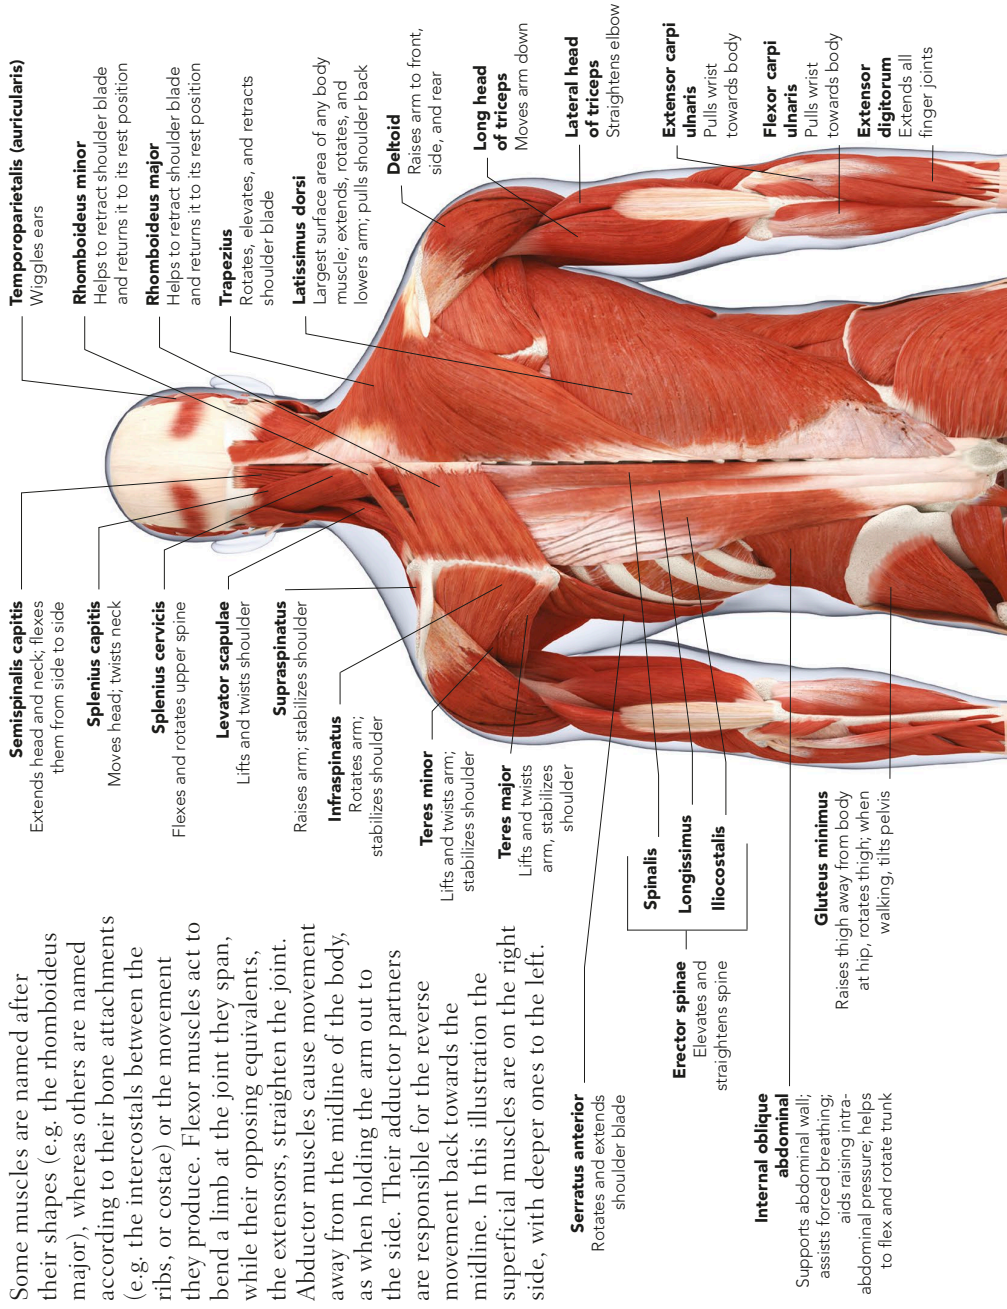 Some muscles are named after
their shapes (e.g. the rhomboideus
major), whereas others are named
according to their bone attachments
(e.g. the intercostals between the
ribs, or costae) or the movement
they produce. Flexor muscles act to
bend a limb at the joint they span,
while their opposing equivalents,
the extensors, straighten the joint.
Abductor muscles cause movement
away from the midline of the body,
as when holding the arm out to
the side. Their adductor partners
are responsible for the reverse
movement back towards the
midline. In this illustration the
superficial muscles are on the right
side, with deeper ones to the left.
Semispinalis capitis
Extends head and neck; flexes
them from side to side
Splenius capitis
Moves head; twists neck
Splenius cervicis
Flexes and rotates upper spine
Levator scapulae
Lifts and twists shoulder
Supraspinatus
Raises arm; stabilizes shoulder
Infraspinatus
Rotates arm;
stabilizes shoulder
Teres minor
Lifts and twists arm;
stabilizes shoulder
Teres major
Lifts and twists
arm, stabilizes
shoulder
Serratus anterior
Rotates and extends
shoulder blade
Spinalis
Longissimus
Iliocostalis
Erector spinae
Elevates and
straightens spine
Internal oblique
abdominal
Supports abdominal wall;
assists forced breathing;
aids raising intra-
abdominal pressure; helps
to flex and rotate trunk
Gluteus minimus
Raises thigh away from body
at hip, rotates thigh; when
walking, tilts pelvis
Temporoparietalis (auricularis)
Wiggles ears
Rhomboideus minor
Helps to retract shoulder blade
and returns it to its rest position
Rhomboideus major
Helps to retract shoulder blade
and returns it to its rest position
Trapezius
Rotates, elevates, and retracts
shoulder blade
Latissimus dorsi
Largest surface area of any body
muscle; extends, rotates, and
lowers arm; pulls shoulder back
Deltoid
Raises arm to front,
side, and rear
Long head
of triceps
Moves arm down
Lateral head
of triceps
Straightens elbow
Extensor carpi
ulnaris
Pulls wrist
towards body
Flexor carpi
ulnaris
Pulls wrist
towards body
Extensor
digitorum
Extends all
finger joints